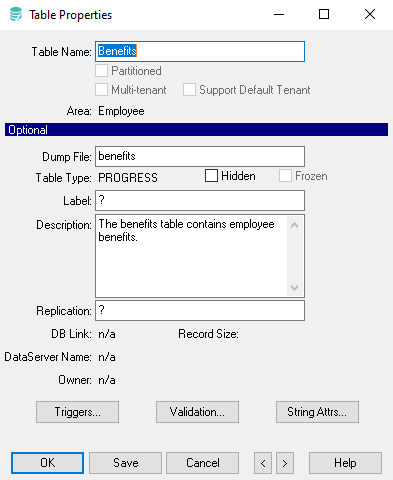 Table Properties
Table Name: Benefits
Partitioned
Multi-tenant Support Default Tenant
Area: Employee
Optional
Dump File: benefits
Table Type: PROGRESS Hidden Frozen
Label: ?
Description: The benefits table contains employee
benefits.
Replication: ?
DB Link: n/a Record Size:
DataServer Name: n/a
Owner: n/a
Triggers... Validation... String Attrs...
OK Save Cancel < > Help